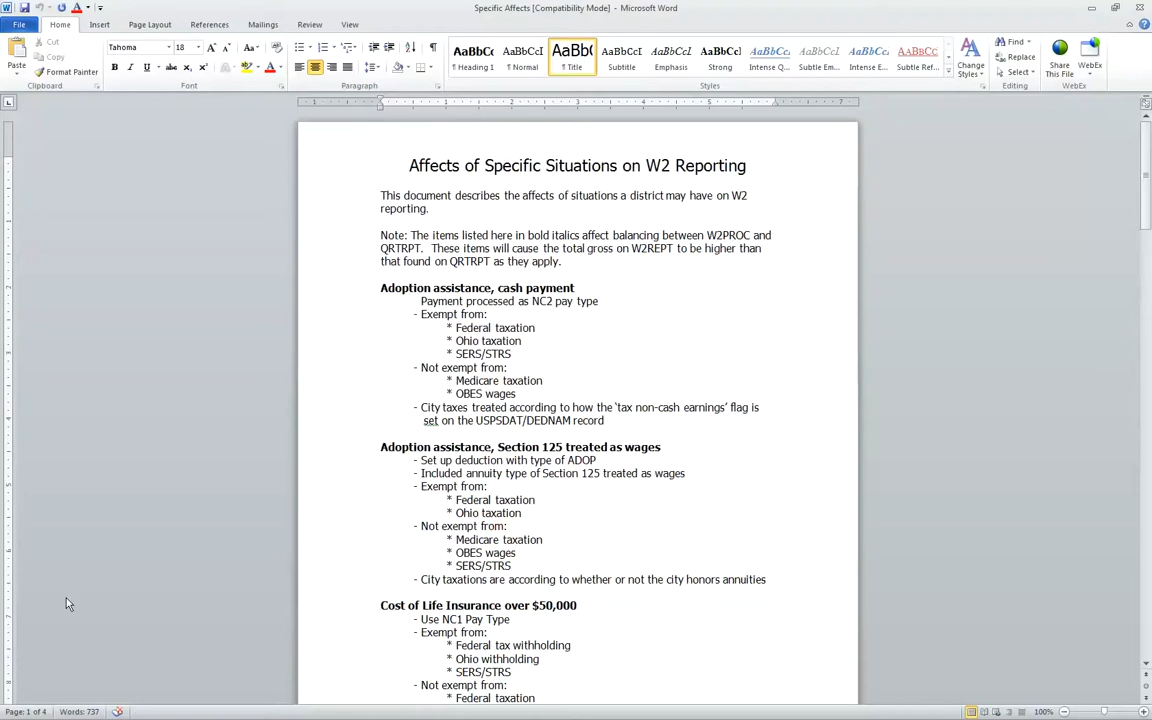 Specific Affects [Compatibility Mode] - Microsoft Word
File Home Insert Page Layout References Mailings Review View
Cut
Copy
Format Painter
Paste
Clipboard
Tahoma 18
Font
Paragraph
AaBbCc AaBbCcI AaBb( AaBbCcI AaBbCcI AaBbCc AaBbCc. AaBbCcI AaBbCc. AaBbCc
¶ Heading 1 ¶ Normal ¶ Title Subtitle Emphasis Strong Intense Q... Subtle Em... Intense E... Subtle Ref...
Styles
Change Styles
Find
Replace
Select
Editing
Share This File
WebEx
WebEx
Affects of Specific Situations on W2 Reporting
This document describes the affects of situations a district may have on W2
reporting.
Note: The items listed here in bold italics affect balancing between W2PROC and
QRTRPT. These items will cause the total gross on W2REPT to be higher than
that found on QRTRPT as they apply.
Adoption assistance, cash payment
Payment processed as NC2 pay type
- Exempt from:
* Federal taxation
* Ohio taxation
* SERS/STRS
- Not exempt from:
* Medicare taxation
* OBES wages
- City taxes treated according to how the 'tax non-cash earnings' flag is
set on the USPSDAT/DEDNAM record
Adoption assistance, Section 125 treated as wages
- Set up deduction with type of ADOP
- Included annuity type of Section 125 treated as wages
- Exempt from:
* Federal taxation
* Ohio taxation
- Not exempt from:
* Medicare taxation
* OBES wages
* SERS/STRS
- City taxations are according to whether or not the city honors annuities
Cost of Life Insurance over $50,000
- Use NC1 Pay Type
- Exempt from:
* Federal tax withholding
* Ohio withholding
* SERS/STRS
- Not exempt from:
* Federal taxation
Page: 1 of 4 Words: 737 100%